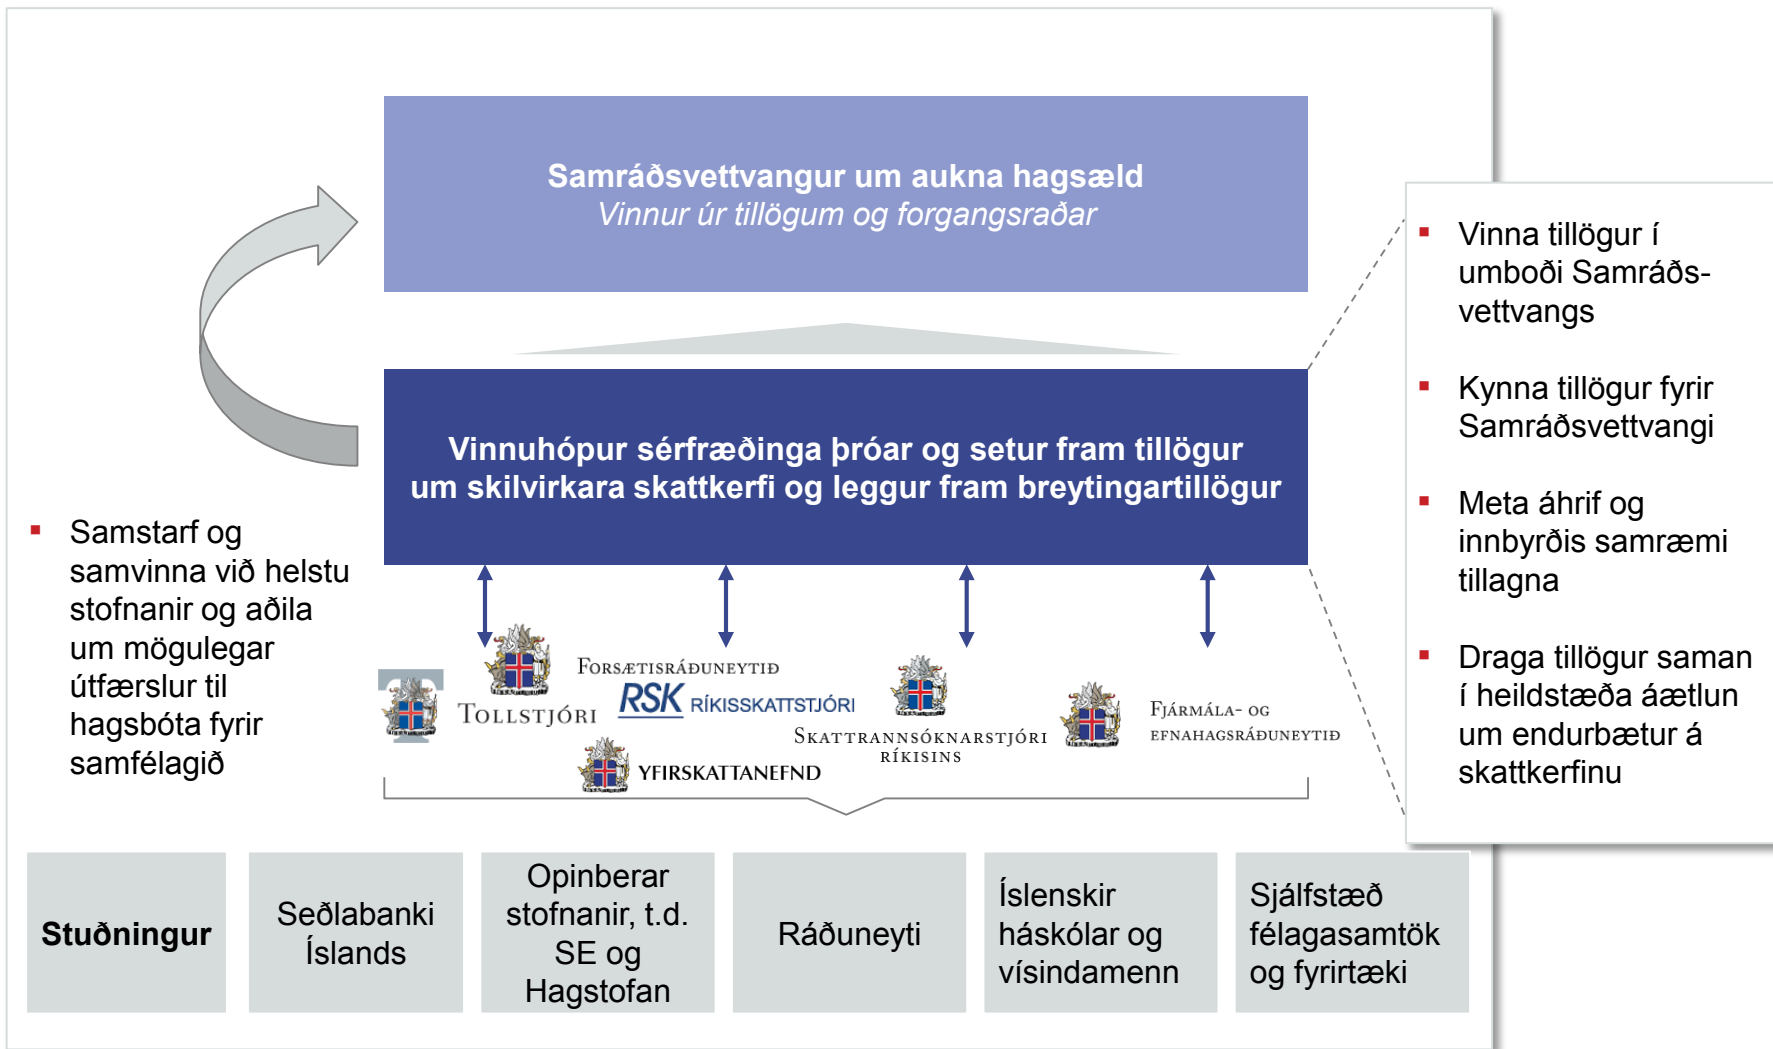 Samráðsvettvangur um aukna hagsæld
Vinnur úr tillögum og forgangsraðar
Vinnuhópur sérfræðinga þróar og setur fram tillögur
um skilvirkara skattkerfi og leggur fram breytingartillögur
▪ Samstarf og
samvinna við helstu
stofnanir og aðila
um mögulegar
útfærslur til
hagsbóta fyrir
samfélagið
▪ Vinna tillögur í
umboði Samráðs-
vettvangs
▪ Kynna tillögur fyrir
Samráðsvettvangi
▪ Meta áhrif og
innbyrðis samræmi
tillagna
▪ Draga tillögur saman
í heildstæða áætlun
um endurbætur á
skattkerfinu
T TOLLSTJÓRI
FORSÆTISRÁÐUNEYTIÐ
RSK RÍKISSKATTSTJÓRI
YFIRSKATTANEFND
SKATTRANNSÓKNARSTJÓRI
RÍKISINS
FJÁRMÁLA- OG
EFNAHAGSRÁÐUNEYTIÐ
Stuðningur
Seðlabanki
Íslands
Opinberar
stofnanir, t.d.
SE og
Hagstofan
Ráðuneyti
Íslenskir
háskólar og
vísindamenn
Sjálfstæð
félagasamtök
og fyrirtæki